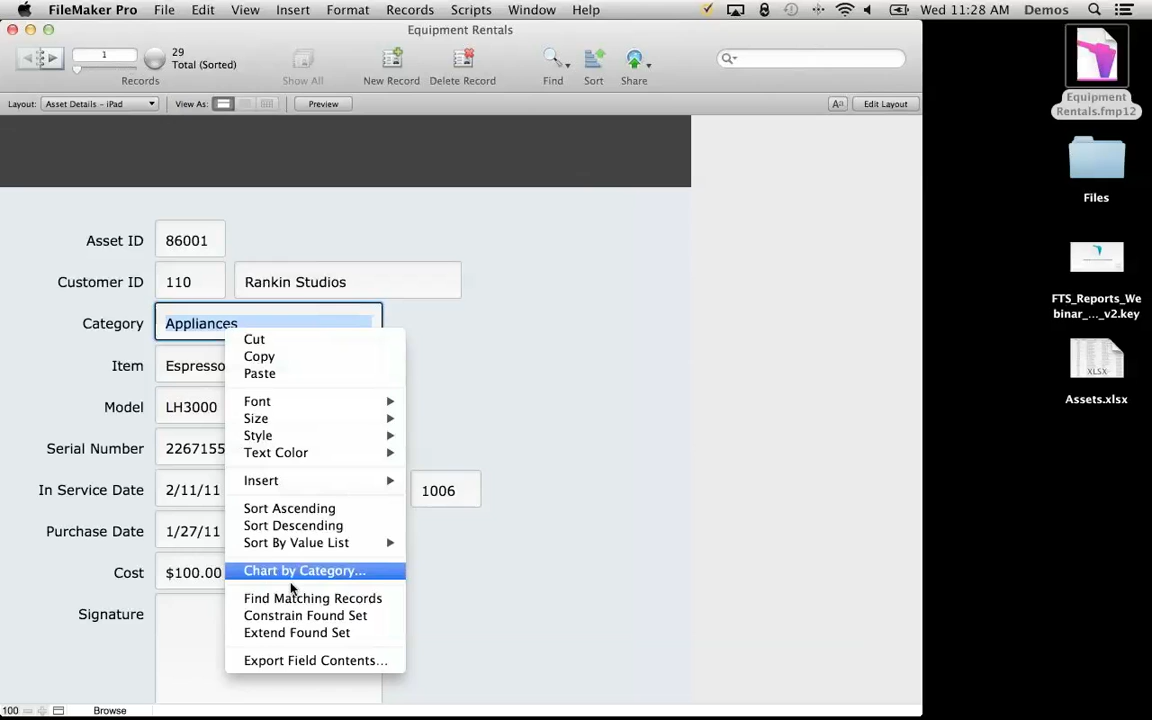 FileMaker Pro File Edit View Insert Format Records Scripts Window Help Wed 11:28 AM Demos
Equipment Rentals
1
29
Total (Sorted)
Records Show All New Record Delete Record Find Sort Share
Layout: Asset Details - iPad View As: Preview Aa Edit Layout
Asset ID 86001
Customer ID 110 Rankin Studios
Category Appliances
Item Espresso
Model LH3000
Serial Number 2267155
In Service Date 2/11/11 1006
Purchase Date 1/27/11
Cost $100.00
Signature
Cut
Copy
Paste
Font
Size
Style
Text Color
Insert
Sort Ascending
Sort Descending
Sort By Value List
Chart by Category...
Find Matching Records
Constrain Found Set
Extend Found Set
Export Field Contents...
100 Browse
Equipment
Rentals.fmp12
Files
FTS_Reports_We
binar_..._v2.key
XLSX
Assets.xlsx